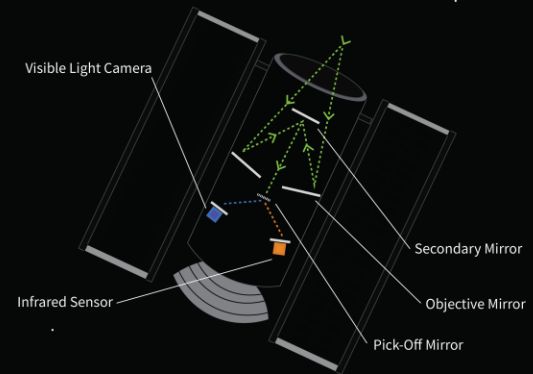 Visible Light Camera
Secondary Mirror
Infrared Sensor
Objective Mirror
Pick-Off Mirror